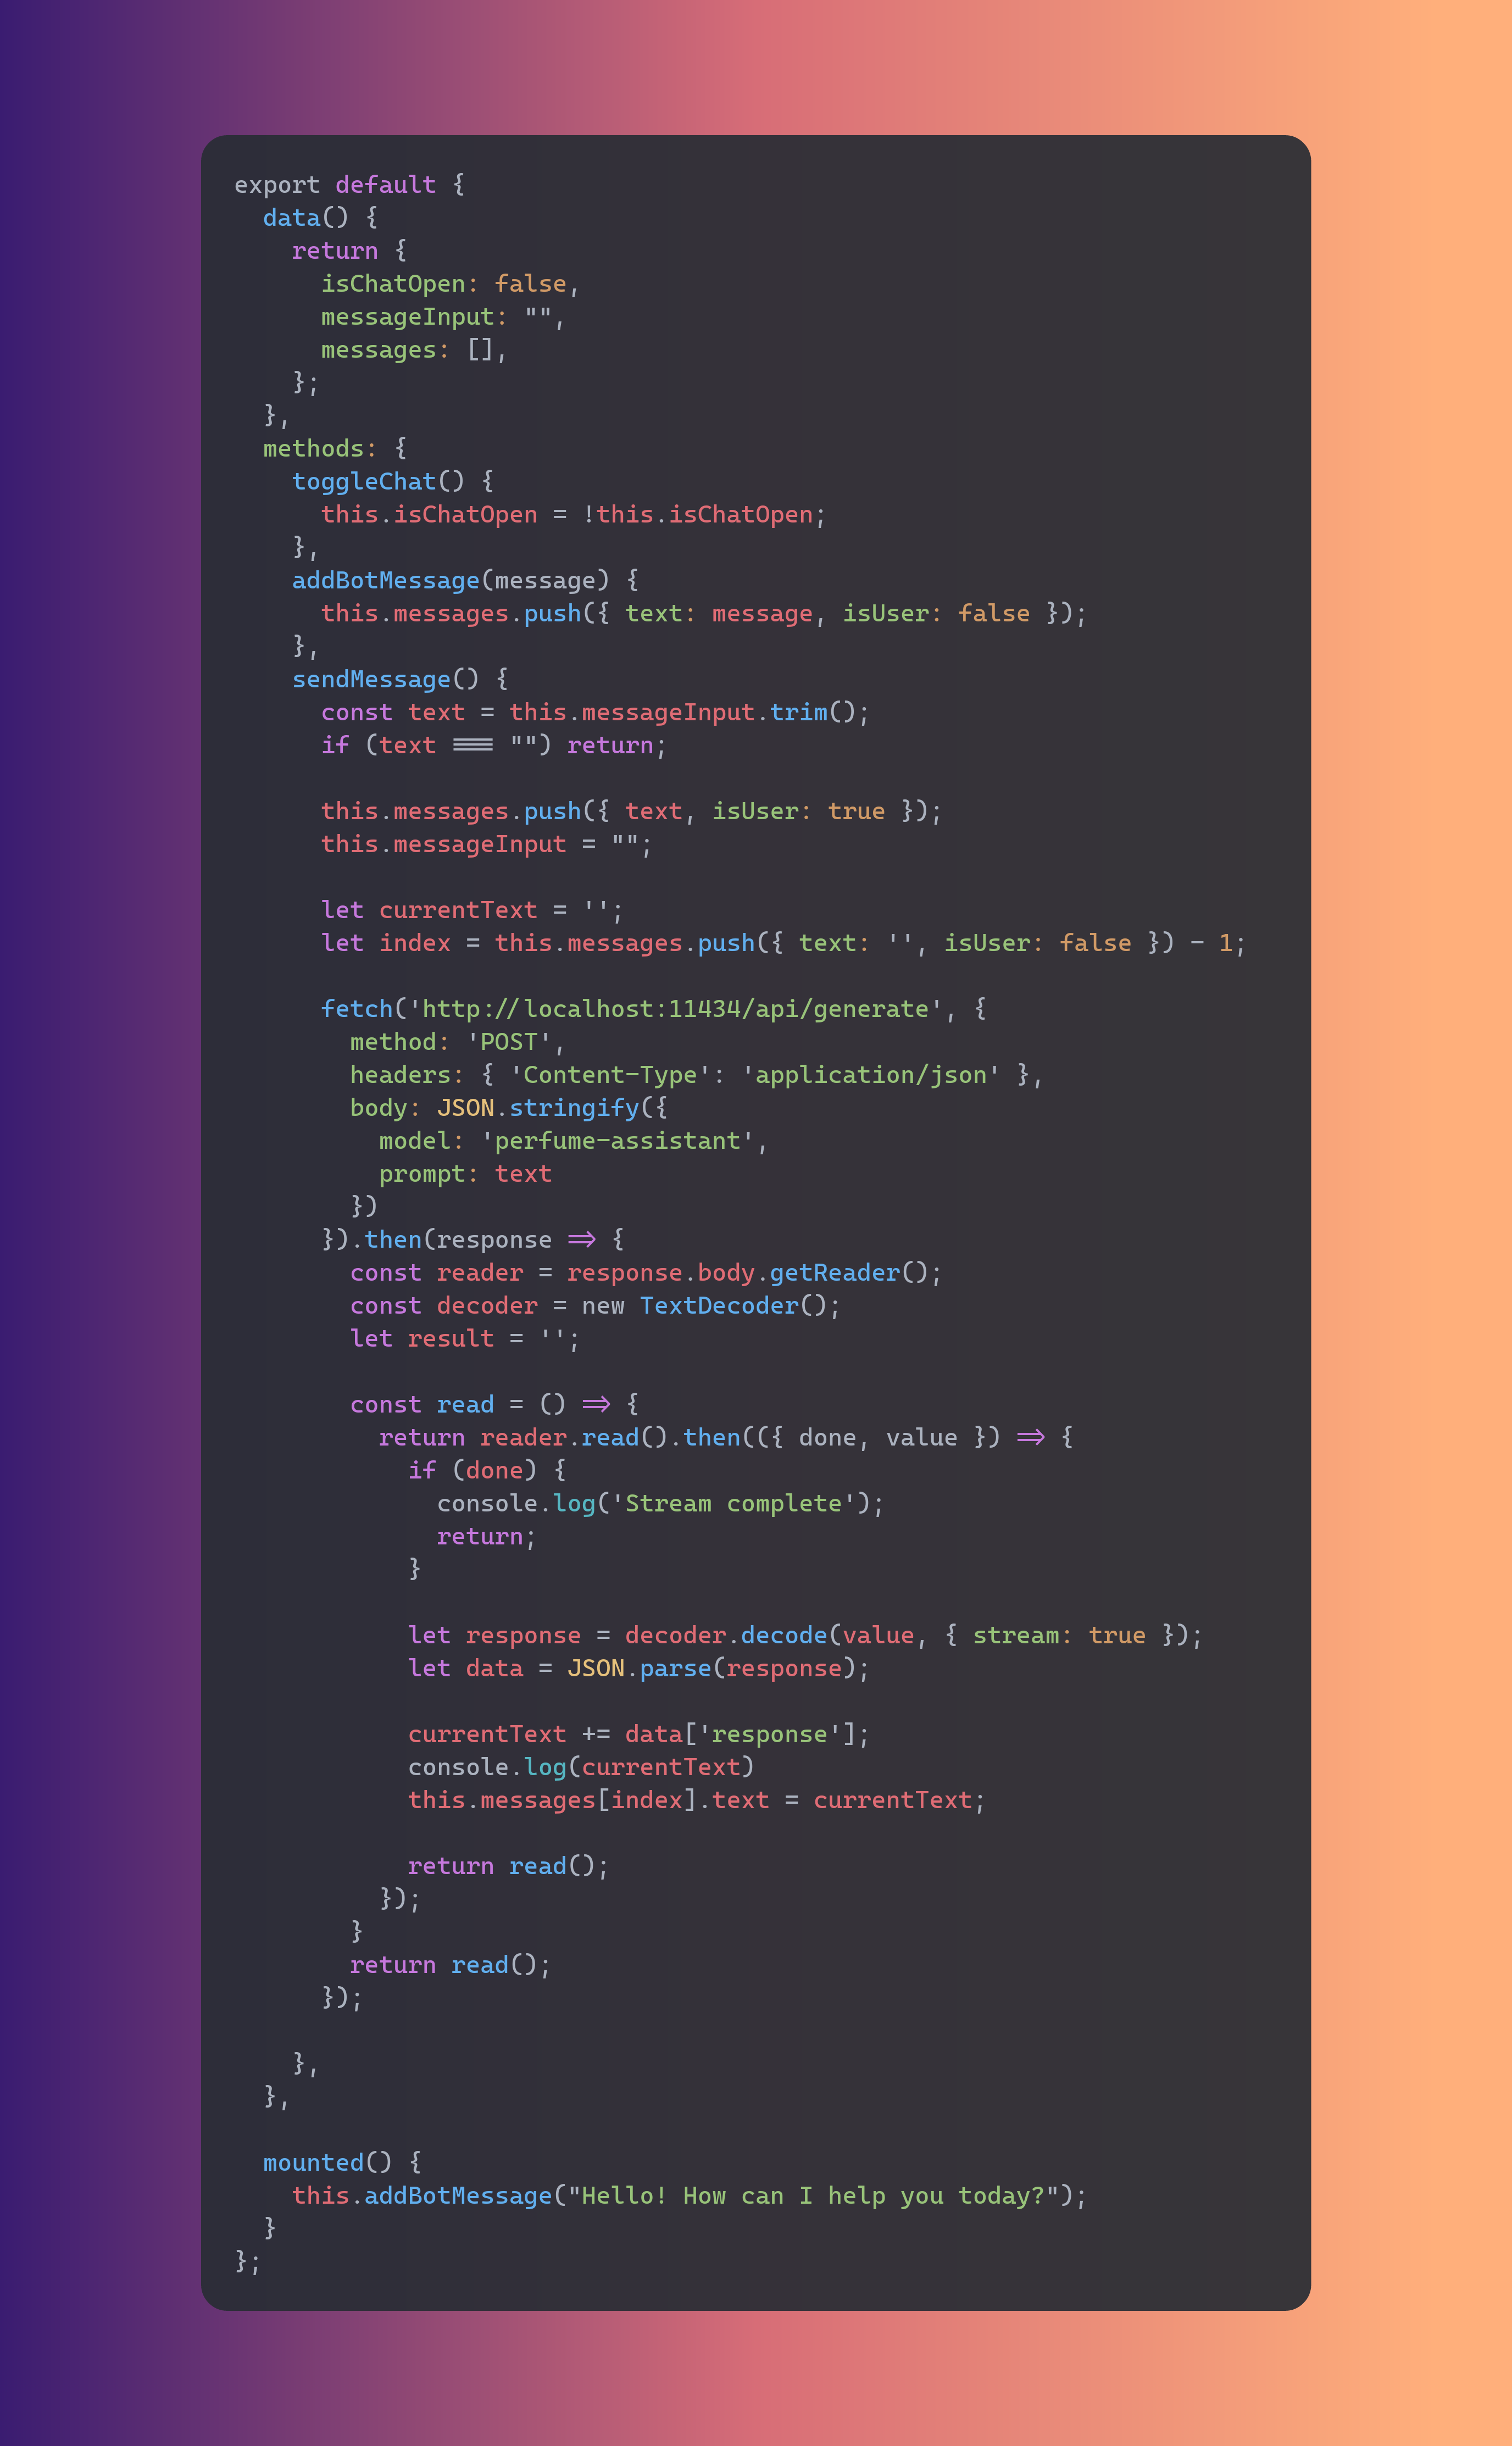 export default {
  data() {
    return {
      isChatOpen: false,
      messageInput: "",
      messages: [],
    };
  },
  methods: {
    toggleChat() {
      this.isChatOpen = !this.isChatOpen;
    },
    addBotMessage(message) {
      this.messages.push({ text: message, isUser: false });
    },
    sendMessage() {
      const text = this.messageInput.trim();
      if (text === "") return;

      this.messages.push({ text, isUser: true });
      this.messageInput = "";

      let currentText = '';
      let index = this.messages.push({ text: '', isUser: false }) - 1;

      fetch('http://localhost:11434/api/generate', {
        method: 'POST',
        headers: { 'Content-Type': 'application/json' },
        body: JSON.stringify({
          model: 'perfume-assistant',
          prompt: text
        })
      }).then(response => {
        const reader = response.body.getReader();
        const decoder = new TextDecoder();
        let result = '';

        const read = () => {
          return reader.read().then(({ done, value }) => {
            if (done) {
              console.log('Stream complete');
              return;
            }

            let response = decoder.decode(value, { stream: true });
            let data = JSON.parse(response);

            currentText += data['response'];
            console.log(currentText)
            this.messages[index].text = currentText;

            return read();
          });
        }
        return read();
      });

    },
  },

  mounted() {
    this.addBotMessage("Hello! How can I help you today?");
  }
};